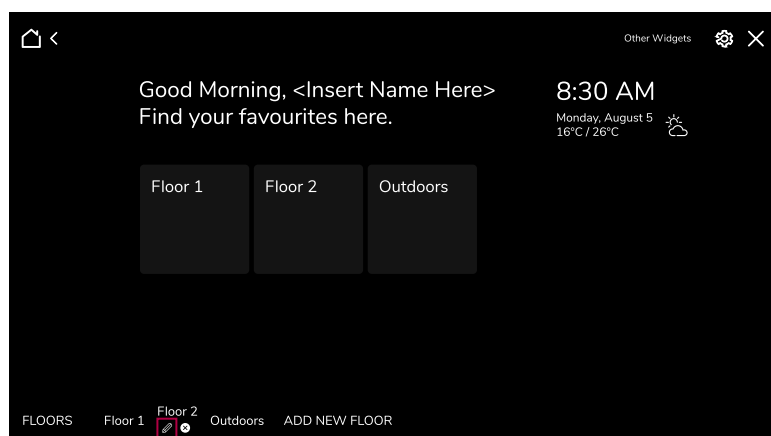 Other Widgets
Good Morning, <Insert Name Here>
Find your favourites here.
8:30 AM
Monday, August 5
16°C / 26°C
Floor 1
Floor 2
Outdoors
FLOORS
Floor 1
Floor 2
Outdoors
ADD NEW FLOOR